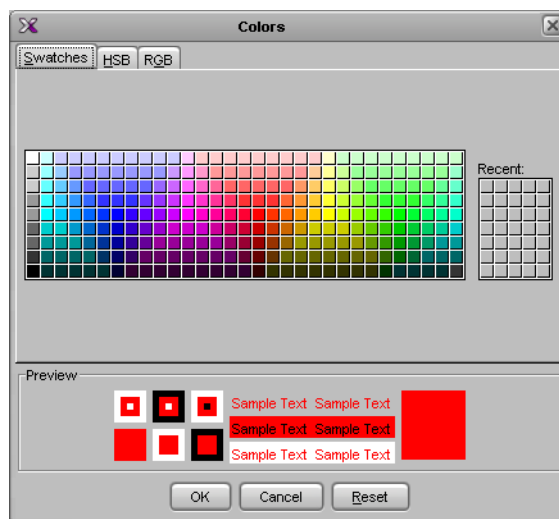 Colors
Swatches HSB RGB
Recent:
Preview
Sample Text Sample Text
Sample Text Sample Text
Sample Text Sample Text
OK Cancel Reset